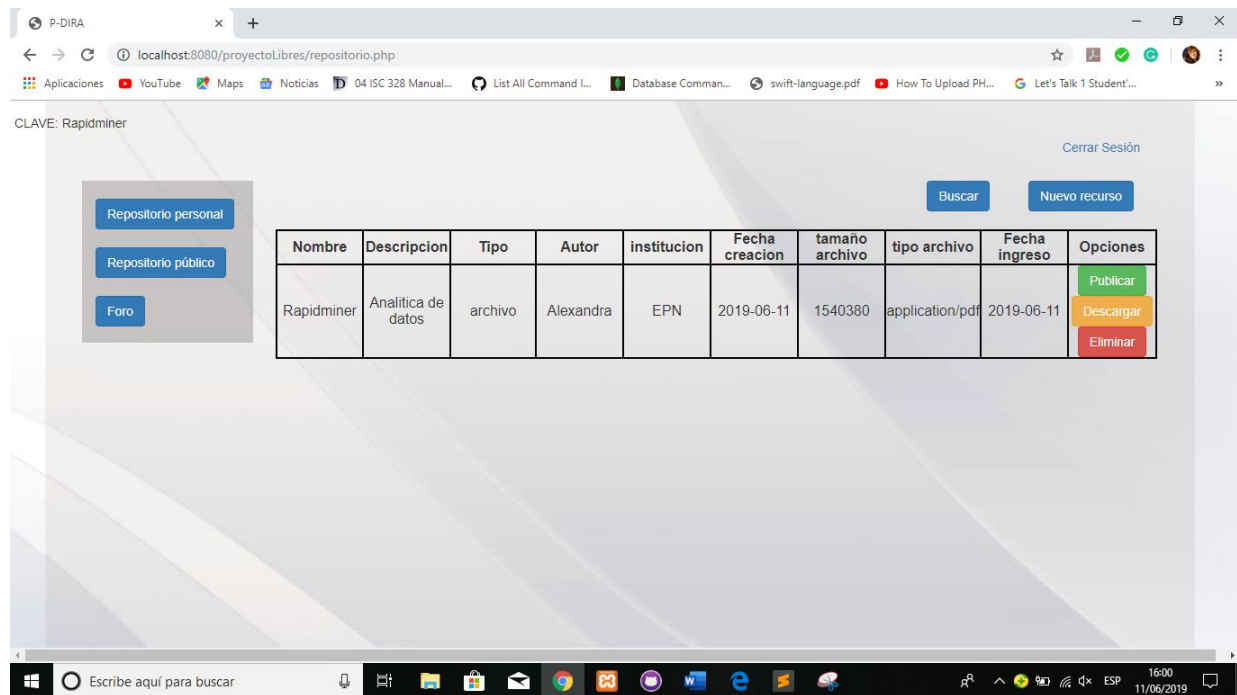 P-DIRA
localhost:8080/proyectoLibres/repositorio.php
Aplicaciones YouTube Maps Noticias 04 ISC 328 Manual... List All Command I... Database Comman... swift-language.pdf How To Upload PH... Let's Talk 1 Student'... »
CLAVE: Rapidminer
Cerrar Sesión
Buscar Nuevo recurso
Repositorio personal
Repositorio público
Foro
Nombre Descripcion Tipo Autor institucion Fecha creacion tamaño archivo tipo archivo Fecha ingreso Opciones
Rapidminer Analitica de datos archivo Alexandra EPN 2019-06-11 1540380 application/pdf 2019-06-11
Publicar
Descargar
Eliminar
Escribe aquí para buscar
ESP
16:00
11/06/2019